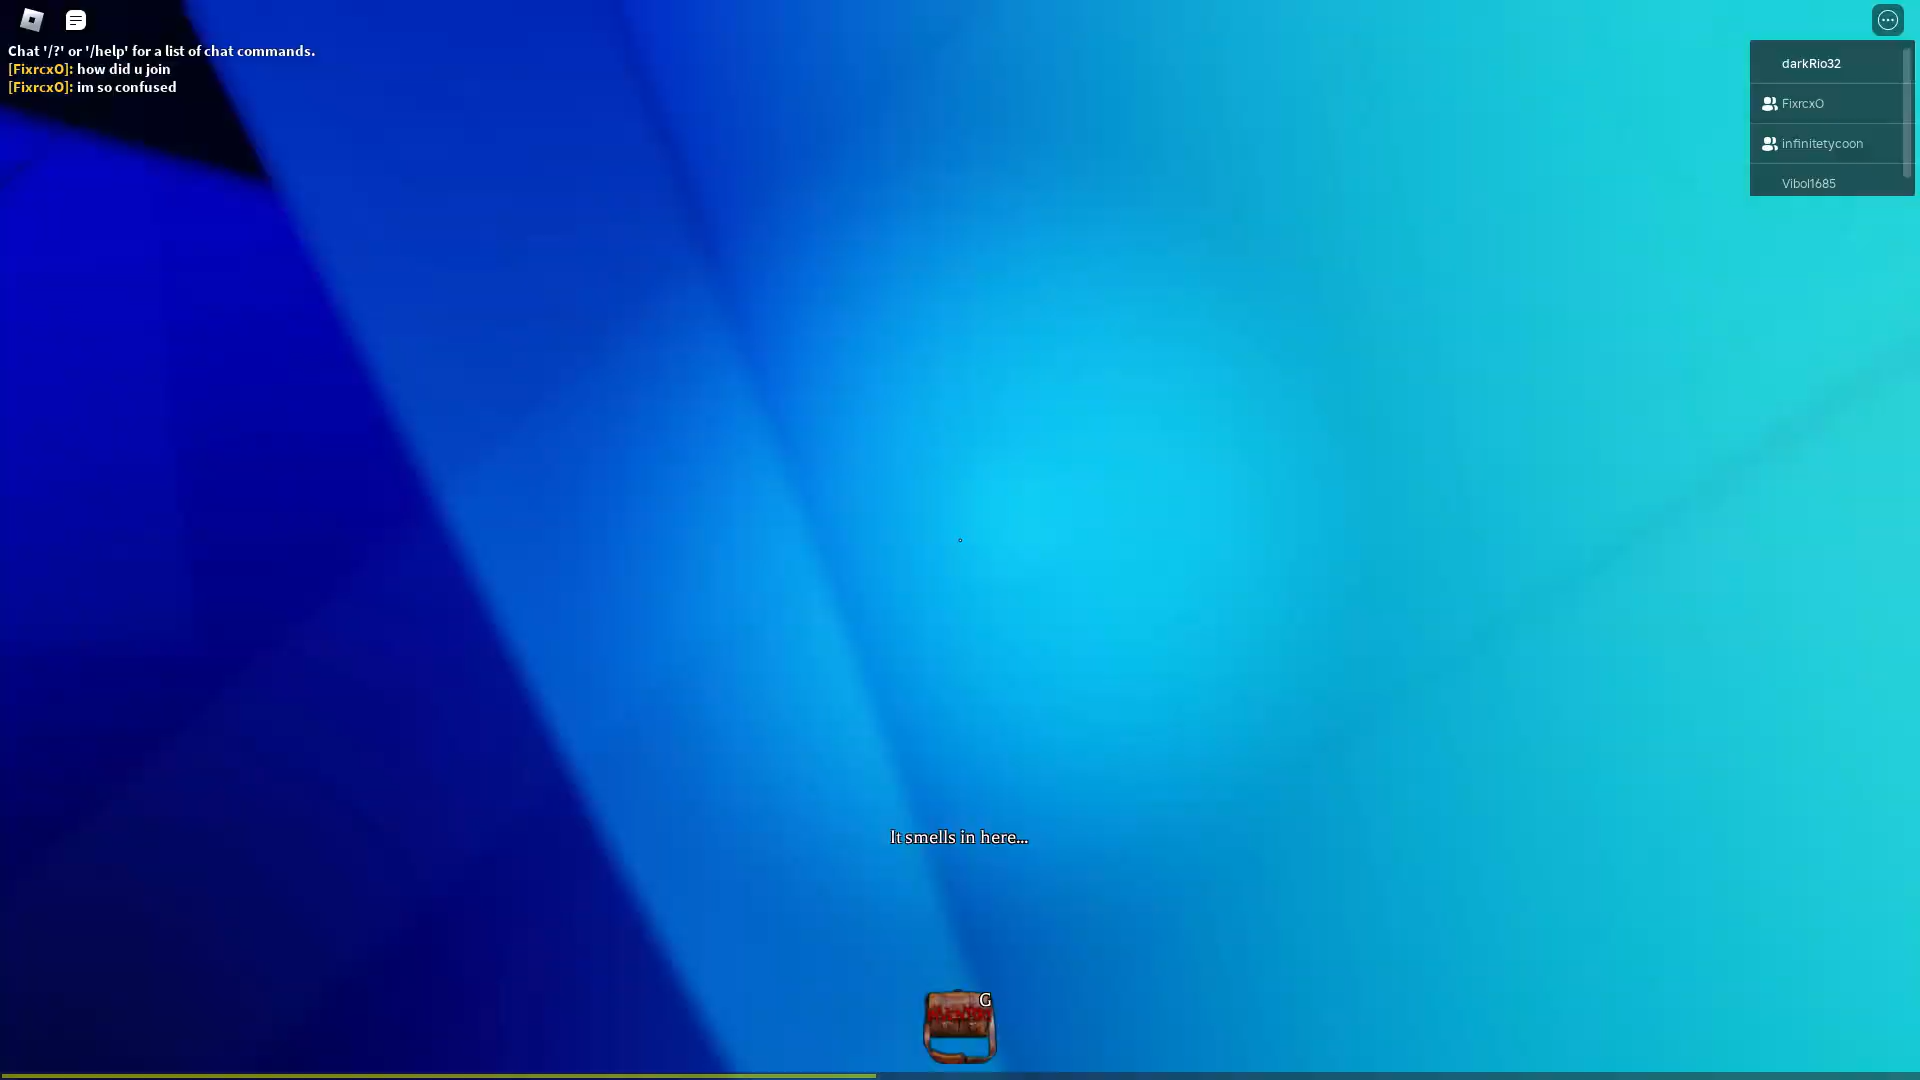 Chat '/?' or '/help' for a list of chat commands.
[FixrcxO]: how did u join
[FixrcxO]: im so confused
darkRio32
FixrcxO
infinitetycoon
Vibol1685
It smells in here...
G